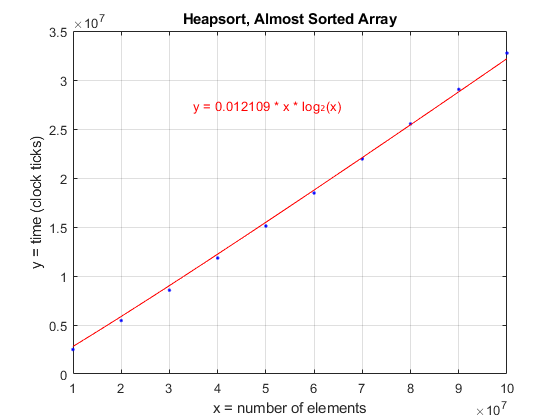 Heapsort, Almost Sorted Array
×10⁷
3.5
3
2.5
2
1.5
1
0.5
0
y = time (clock ticks)
y = 0.012109 * x * log₂(x)
1 2 3 4 5 6 7 8 9 10
x = number of elements
×10⁷